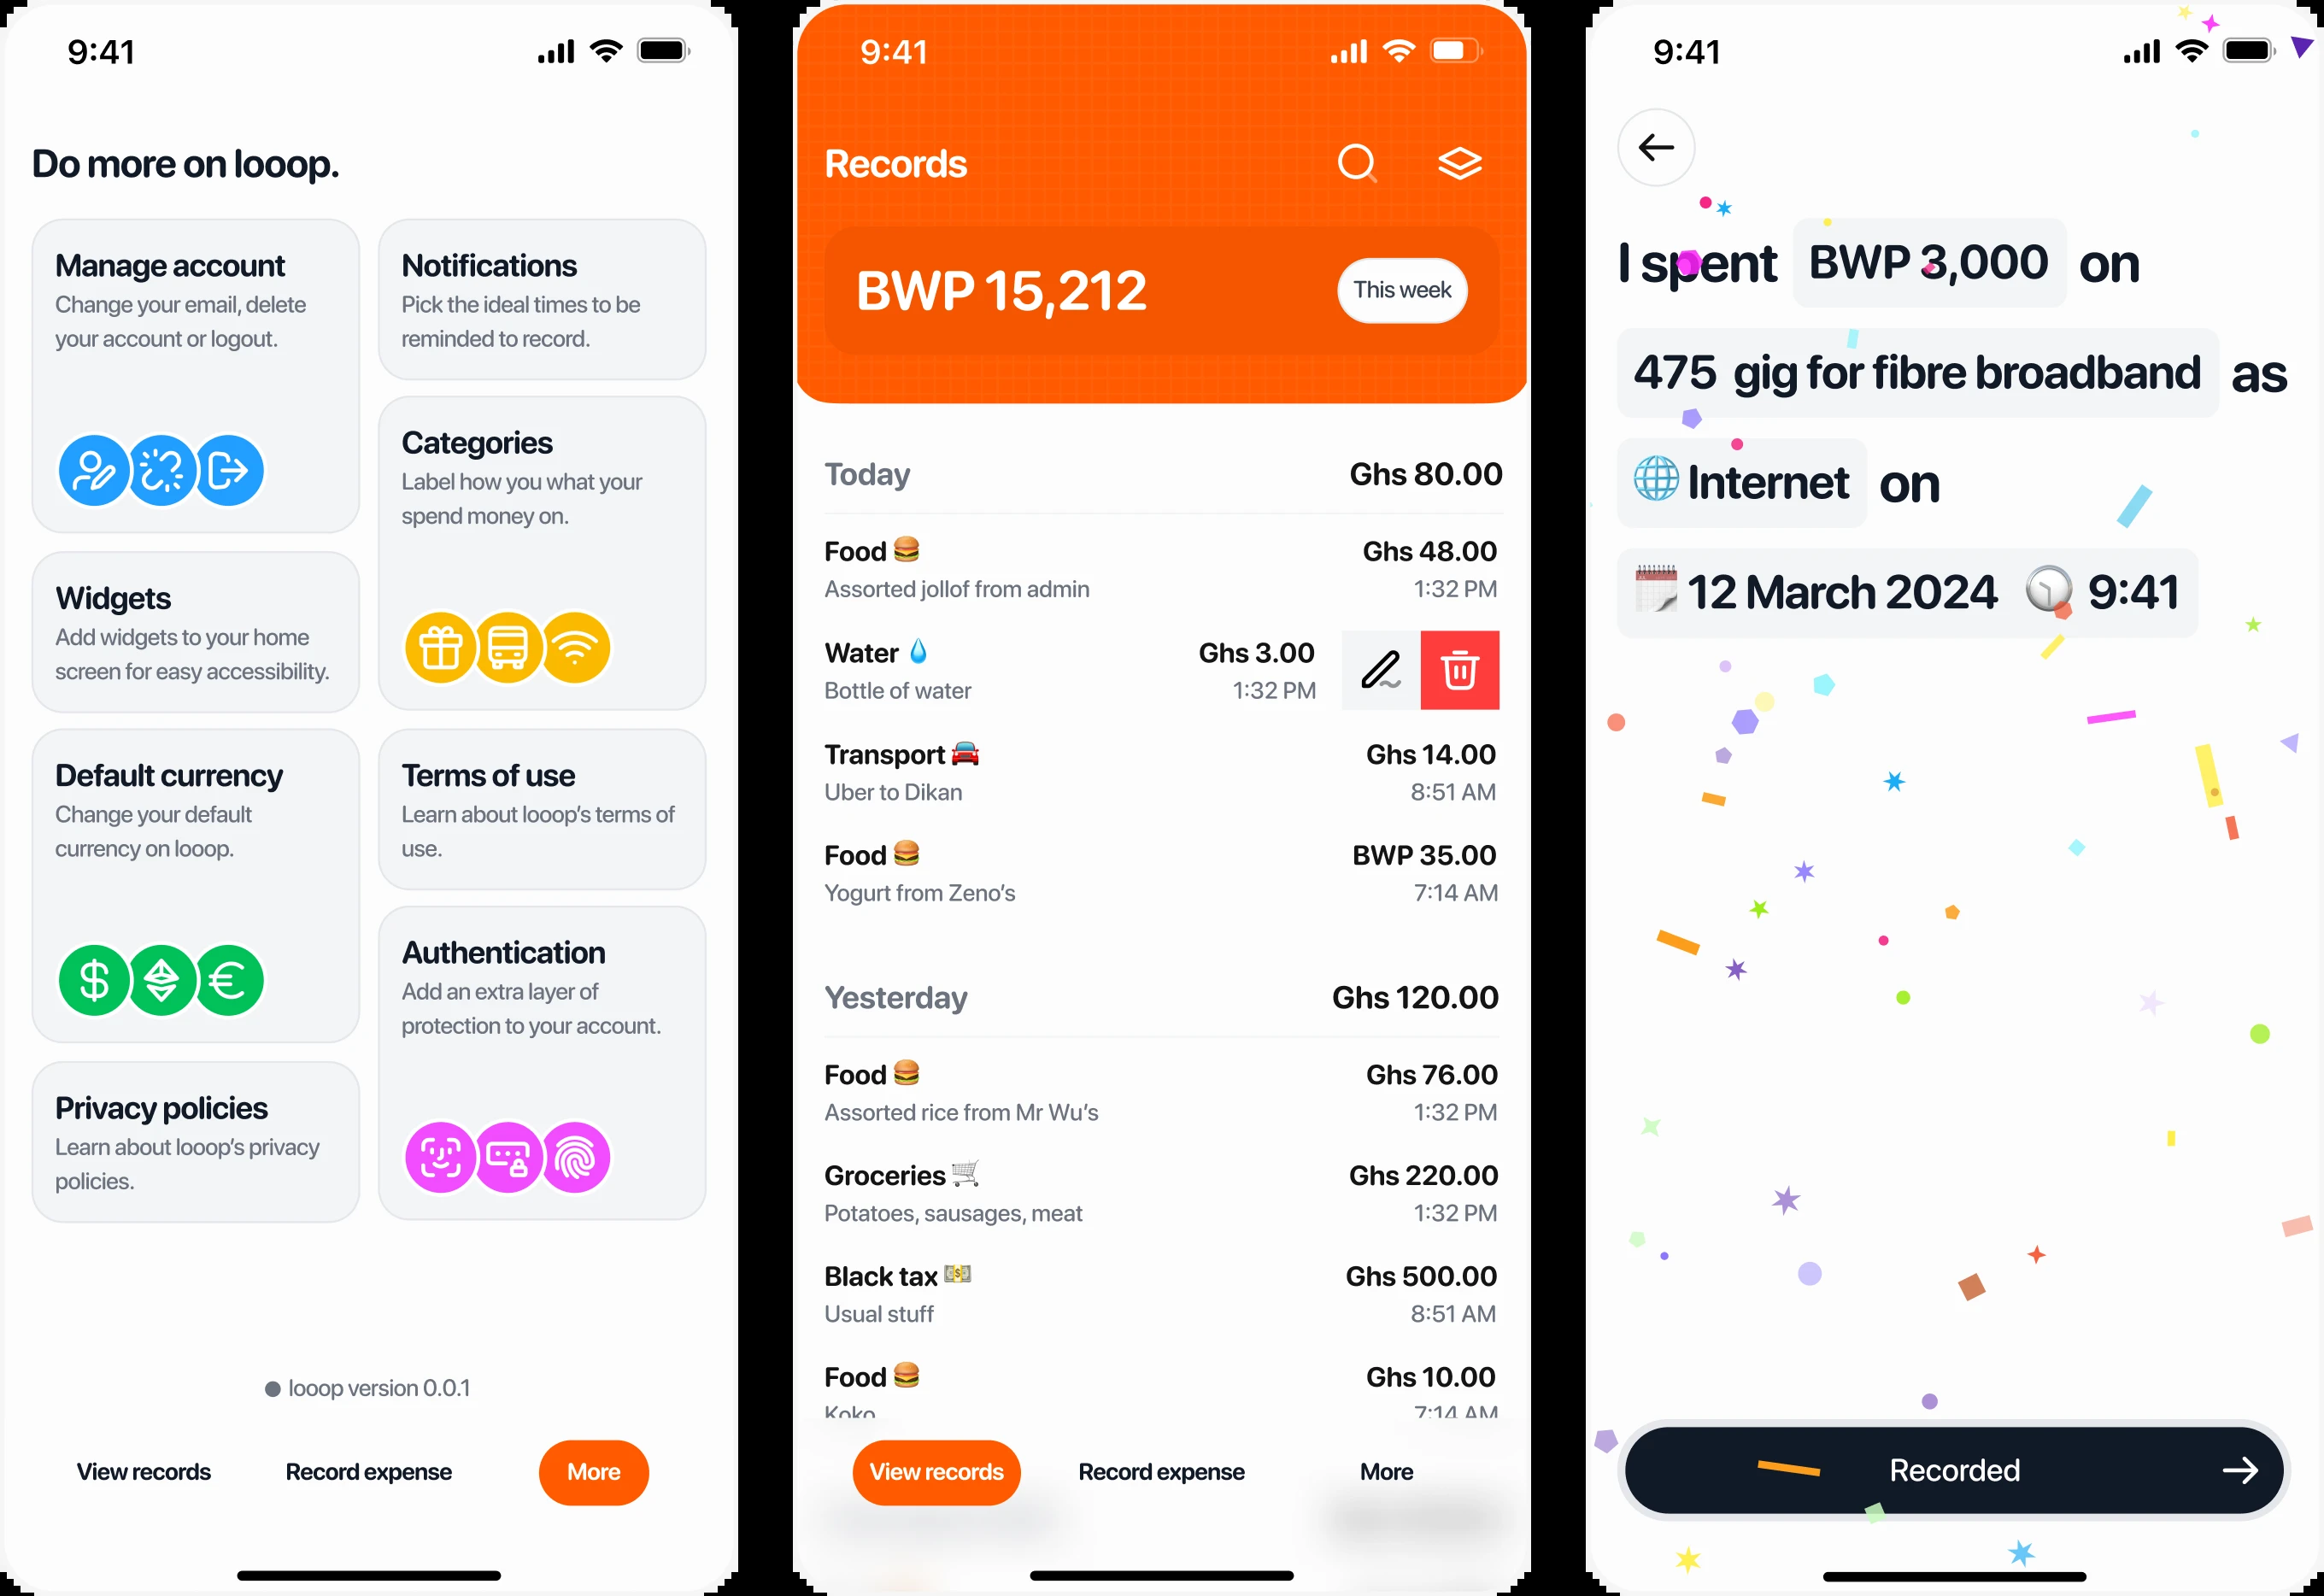 9:41
Do more on looop.
Manage account
Change your email, delete
your account or logout.
Widgets
Add widgets to your home
screen for easy accessibility.
Default currency
Change your default
currency on looop.
Privacy policies
Learn about looop’s privacy
policies.
Notifications
Pick the ideal times to be
reminded to record.
Categories
Label how you what your
spend money on.
Terms of use
Learn about looop’s terms of
use.
Authentication
Add an extra layer of
protection to your account.
looop version 0.0.1
View records Record expense More
9:41
Records
BWP 15,212 This week
Today Ghs 80.00
Food 🍔 Ghs 48.00
Assorted jollof from admin 1:32 PM
Water 💧 Ghs 3.00
Bottle of water 1:32 PM
Transport 🚘 Ghs 14.00
Uber to Dikan 8:51 AM
Food 🍔 BWP 35.00
Yogurt from Zeno’s 7:14 AM
Yesterday Ghs 120.00
Food 🍔 Ghs 76.00
Assorted rice from Mr Wu’s 1:32 PM
Groceries 🛒 Ghs 220.00
Potatoes, sausages, meat 1:32 PM
Black tax 💵 Ghs 500.00
Usual stuff 8:51 AM
Food 🍔 Ghs 10.00
Koko 7:14 AM
View records Record expense More
9:41
I spent BWP 3,000 on
475 gig for fibre broadband as
🌐 Internet on
🗓 12 March 2024 🕥 9:41
Recorded